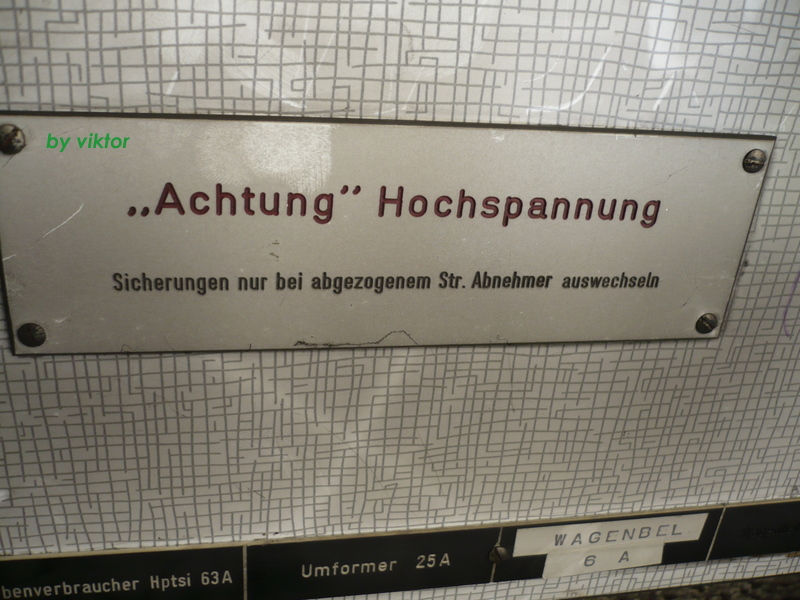 by viktor
„Achtung” Hochspannung
Sicherungen nur bei abgezogenem Str. Abnehmer auswechseln
benverbraucher Hptsi 63A
Umformer 25A
WAGENBEL
6 A